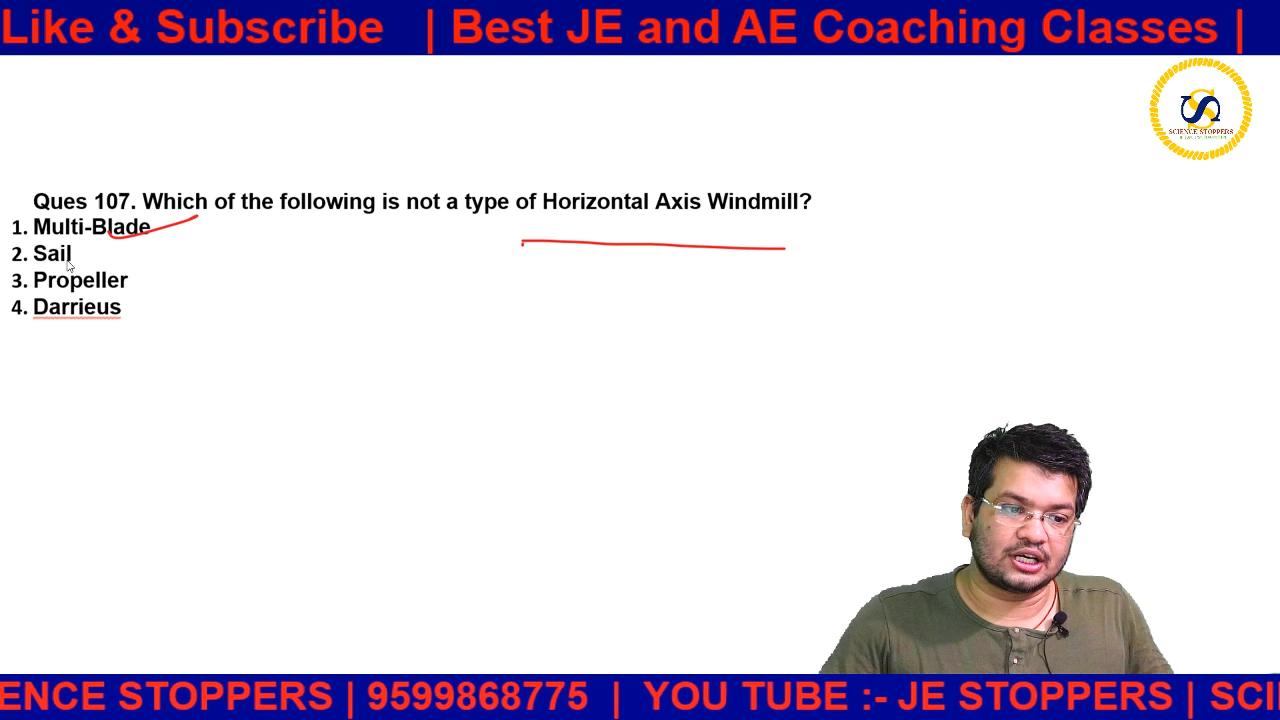 Like & Subscribe | Best JE and AE Coaching Classes |
SCIENCE STOPPERS
Ques 107. Which of the following is not a type of Horizontal Axis Windmill?
1. Multi-Blade
2. Sail
3. Propeller
4. Darrieus
ENCE STOPPERS | 9599868775 | YOU TUBE :- JE STOPPERS | SCI